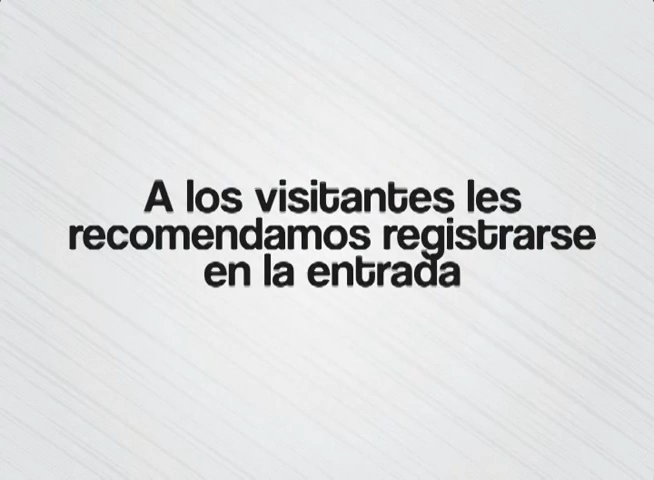 A los visitantes les
recomendamos registrarse
en la entrada